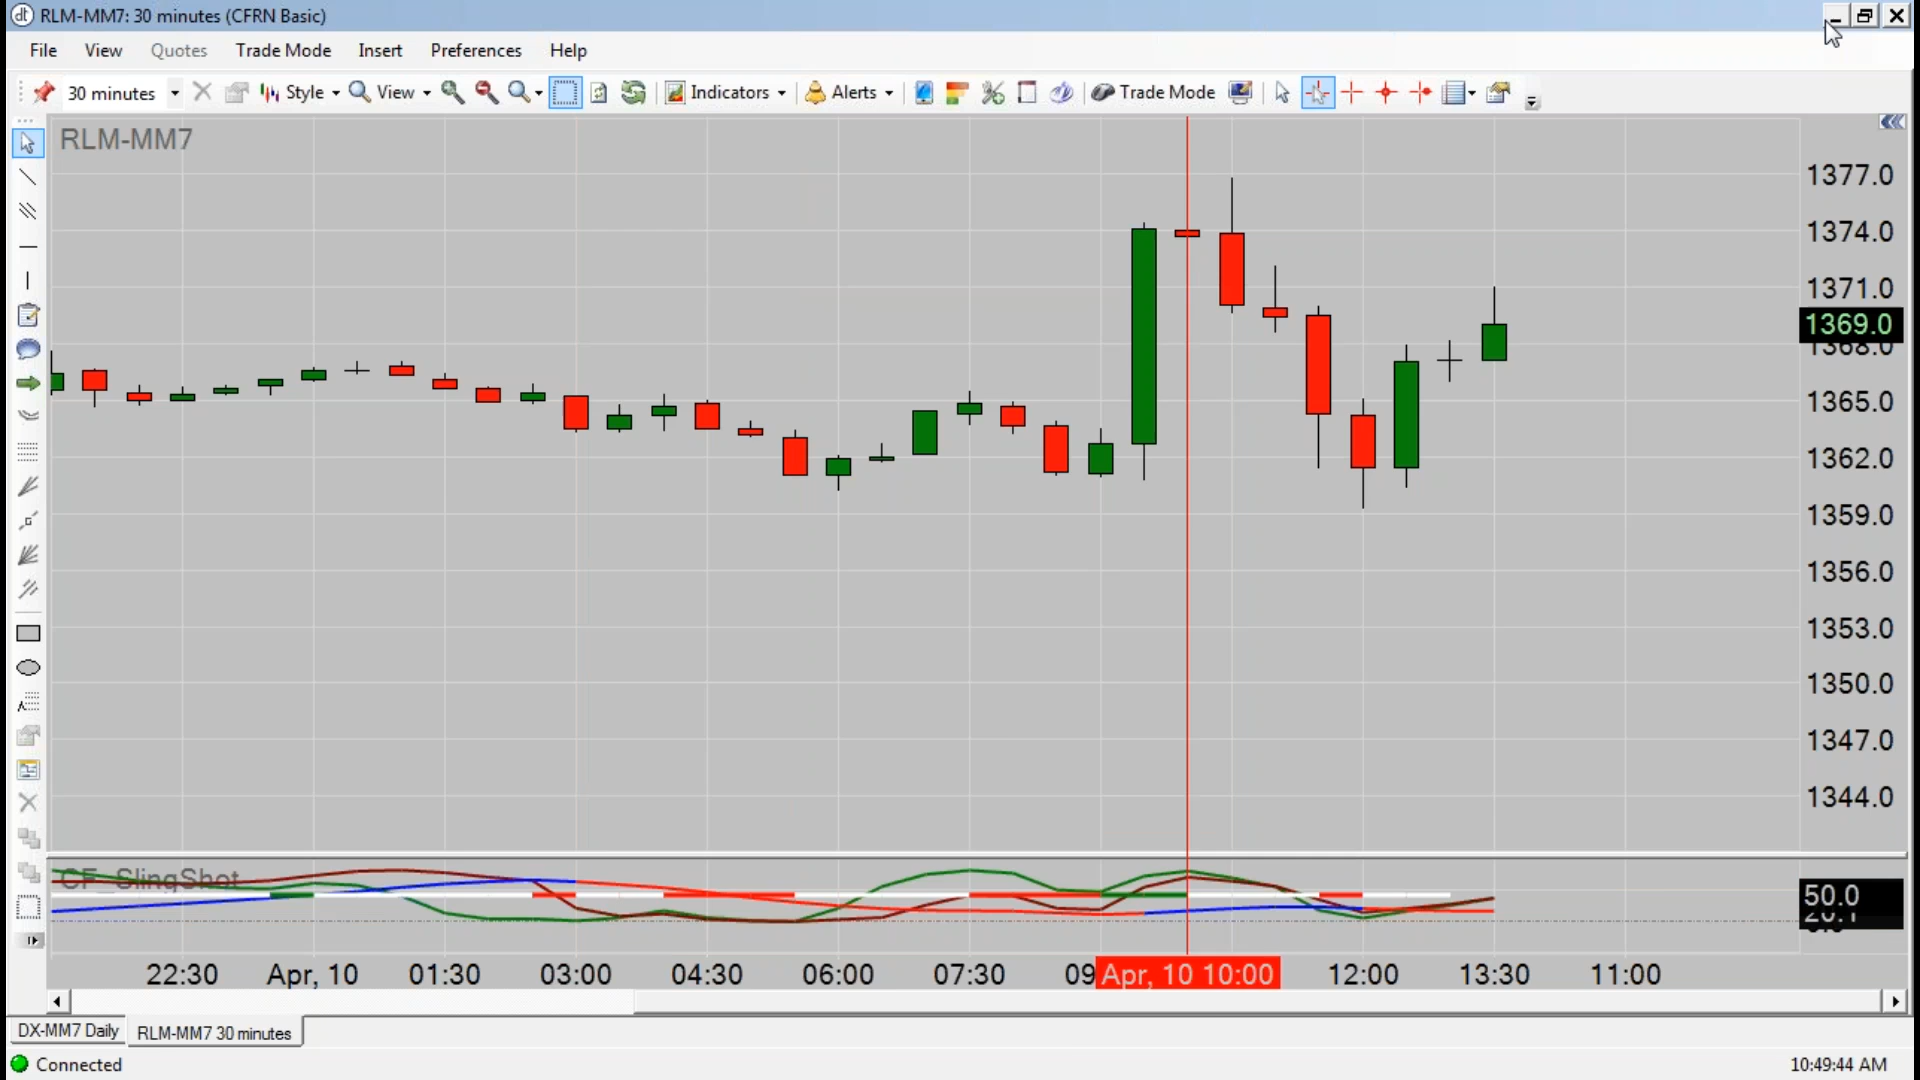 RLM-MM7: 30 minutes (CFRN Basic)
File View Quotes Trade Mode Insert Preferences Help
30 minutes Style View Indicators Alerts Trade Mode
RLM-MM7
1377.0
1374.0
1371.0
1369.0
1368.0
1365.0
1362.0
1359.0
1356.0
1353.0
1350.0
1347.0
1344.0
CF_SlingShot
50.0
22:30 Apr, 10 01:30 03:00 04:30 06:00 07:30 09 Apr, 10 10:00 12:00 13:30 11:00
DX-MM7 Daily RLM-MM7 30 minutes
Connected 10:49:44 AM